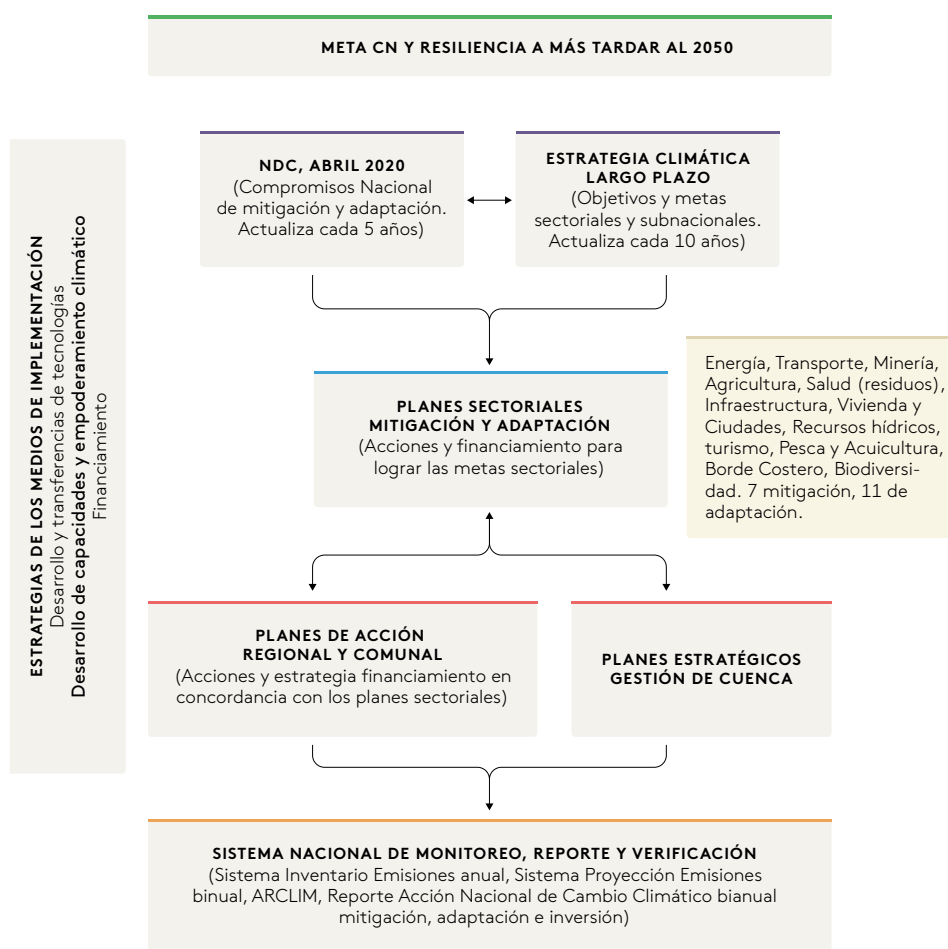 META CN Y RESILIENCIA A MÁS TARDAR AL 2050
ESTRATEGIAS DE LOS MEDIOS DE IMPLEMENTACIÓN
Desarrollo y transferencias de tecnologías
Desarrollo de capacidades y empoderamiento climático
Financiamiento
NDC, ABRIL 2020
(Compromisos Nacional
de mitigación y adaptación.
Actualiza cada 5 años)
ESTRATEGIA CLIMÁTICA
LARGO PLAZO
(Objetivos y metas
sectoriales y subnacionales.
Actualiza cada 10 años)
PLANES SECTORIALES
MITIGACIÓN Y ADAPTACIÓN
(Acciones y financiamiento para
lograr las metas sectoriales)
Energía, Transporte, Minería,
Agricultura, Salud (residuos),
Infraestructura, Vivienda y
Ciudades, Recursos hídricos,
turismo, Pesca y Acuicultura,
Borde Costero, Biodiversi-
dad. 7 mitigación, 11 de
adaptación.
PLANES DE ACCIÓN
REGIONAL Y COMUNAL
(Acciones y estrategia financiamiento en
concordancia con los planes sectoriales)
PLANES ESTRATÉGICOS
GESTIÓN DE CUENCA
SISTEMA NACIONAL DE MONITOREO, REPORTE Y VERIFICACIÓN
(Sistema Inventario Emisiones anual, Sistema Proyección Emisiones
binual, ARCLIM, Reporte Acción Nacional de Cambio Climático bianual
mitigación, adaptación e inversión)